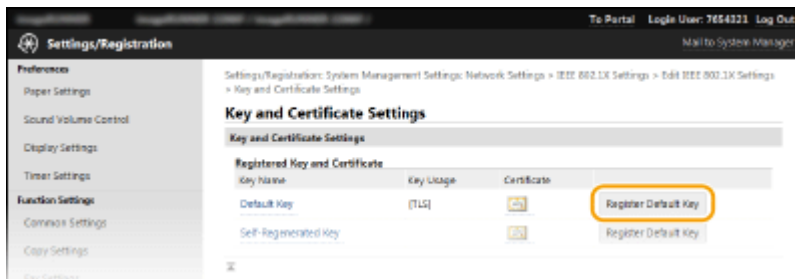 To Portal Login User: 7654321 Log Out
Settings/Registration
Mail to System Manager
Preferences
Paper Settings
Sound Volume Control
Display Settings
Timer Settings
Function Settings
Common Settings
Copy Settings
Settings/Registration: System Management Settings: Network Settings > IEEE 802.1X Settings > Edit IEEE 802.1X Settings
> Key and Certificate Settings
Key and Certificate Settings
Key and Certificate Settings
Registered Key and Certificate
Key Name Key Usage Certificate
Default Key [TLS] Register Default Key
Self-Regenerated Key Register Default Key